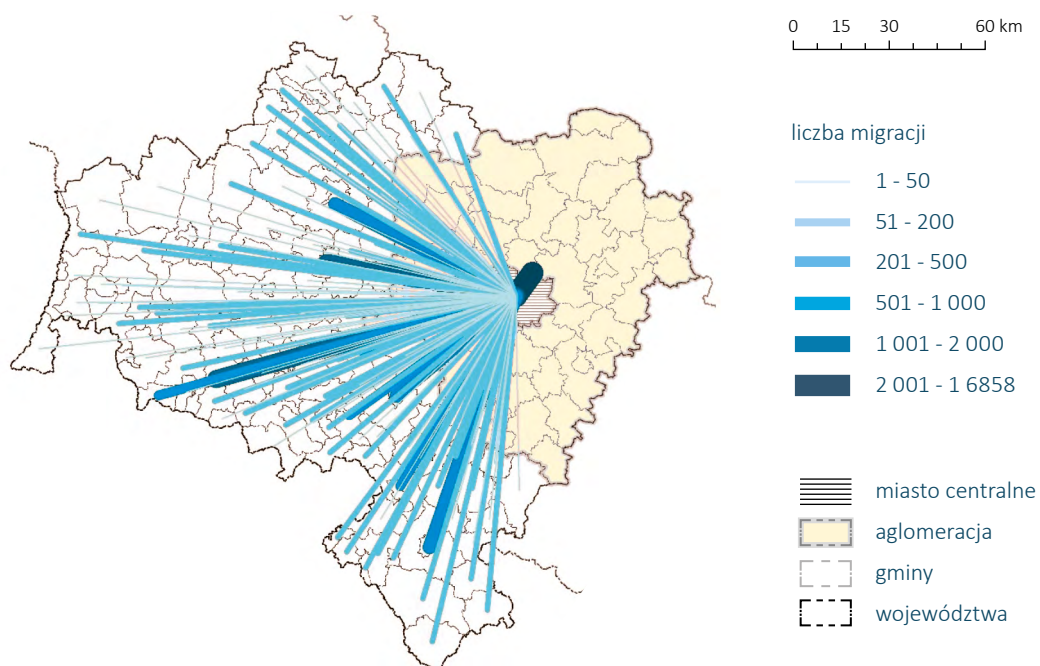 0 15 30 60 km
liczba migracji
1 - 50
51 - 200
201 - 500
501 - 1 000
1 001 - 2 000
2 001 - 1 6858
miasto centralne
aglomeracja
gminy
województwa